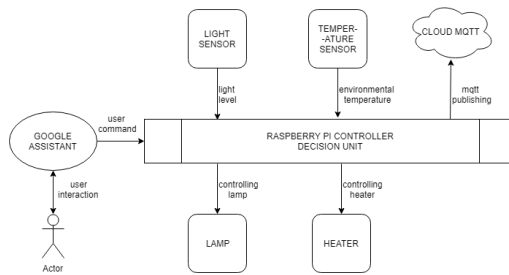 LIGHT
SENSOR
TEMPER-
-ATURE
SENSOR
CLOUD MQTT
light
level
environmental
temperature
mqtt
publishing
user
command
GOOGLE
ASSISTANT
RASPBERRY PI CONTROLLER
DECISION UNIT
user
interaction
controlling
lamp
controlling
heater
LAMP
HEATER
Actor